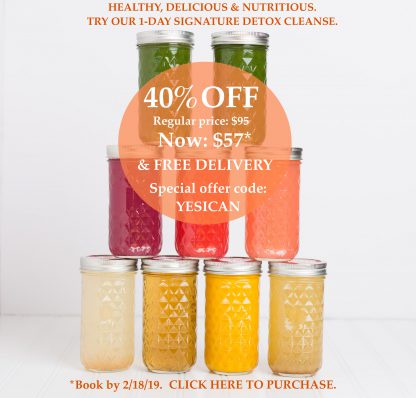 HEALTHY, DELICIOUS & NUTRITIOUS.
TRY OUR 1-DAY SIGNATURE DETOX CLEANSE.
40% OFF
Regular price: $95
Now: $57*
& FREE DELIVERY
Special offer code:
YESICAN
*Book by 2/18/19. CLICK HERE TO PURCHASE.